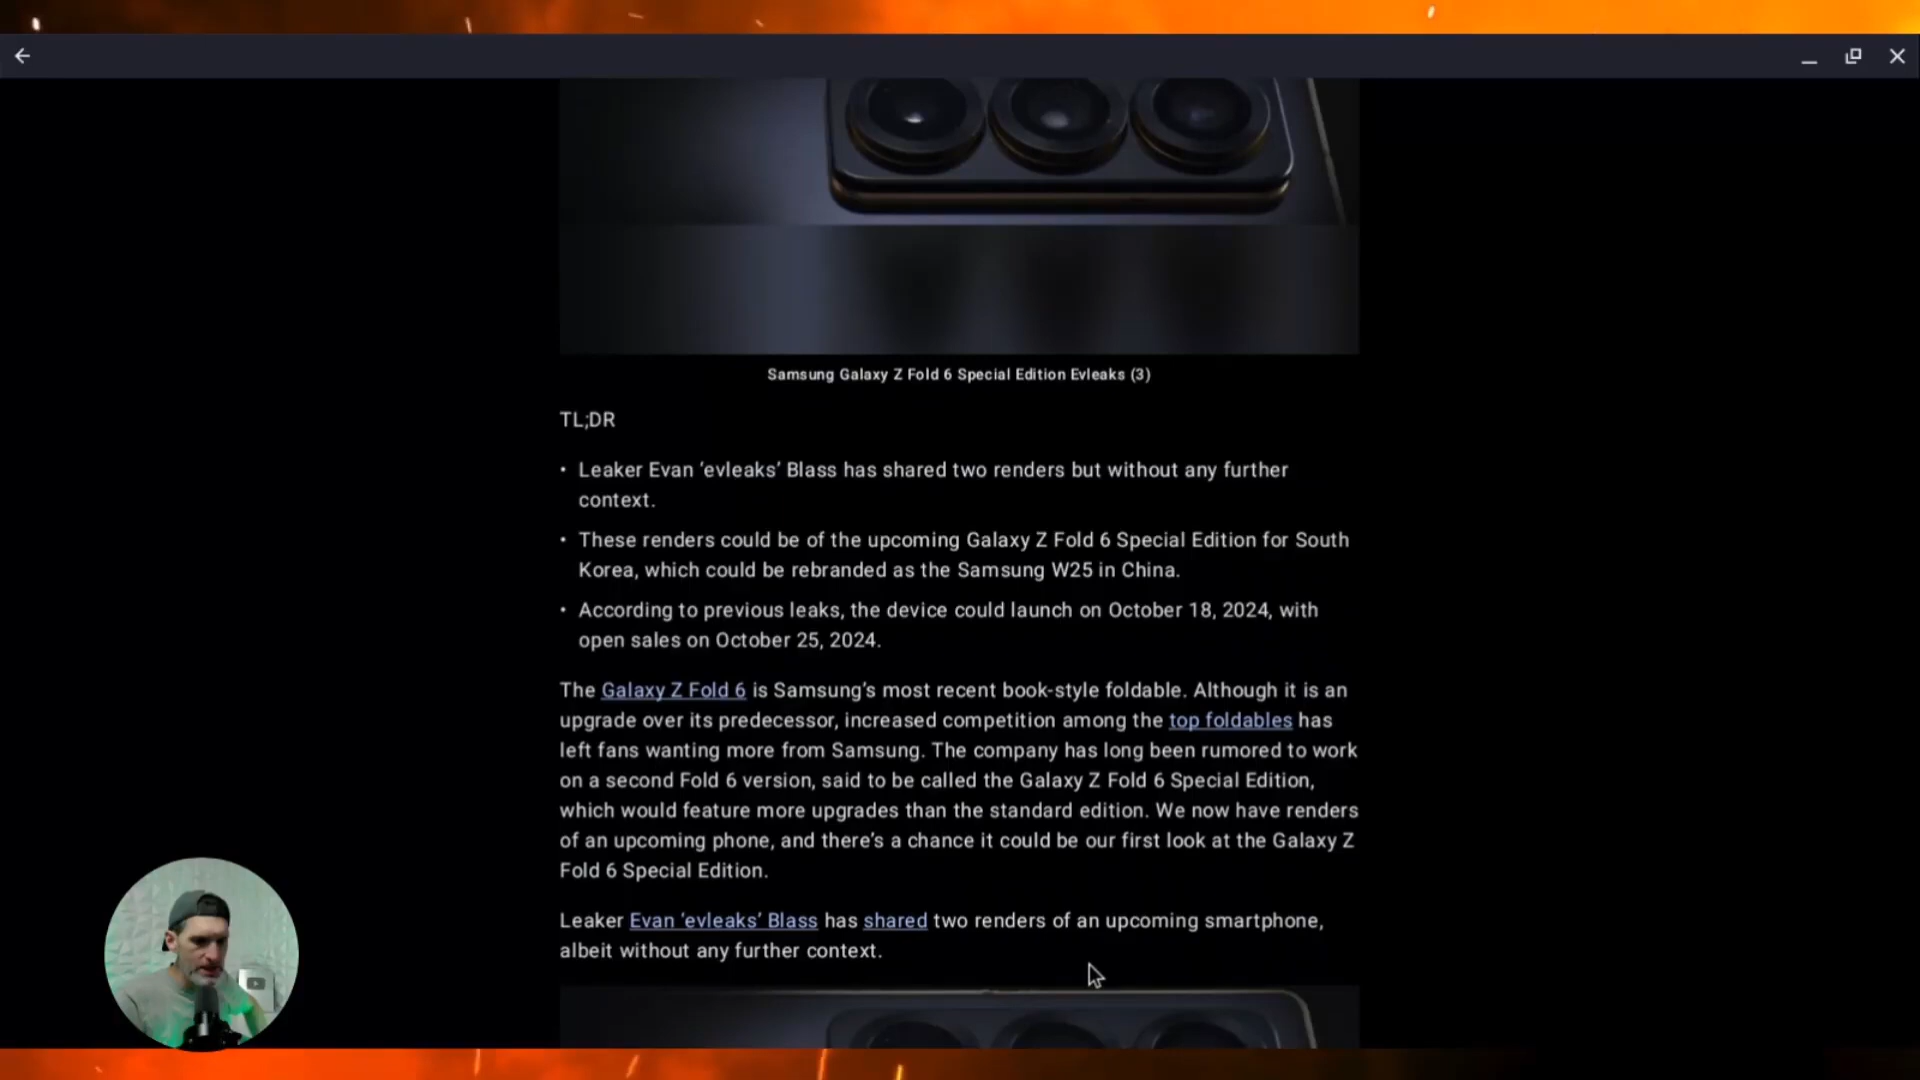 Samsung Galaxy Z Fold 6 Special Edition Evleaks (3)
TL;DR
• Leaker Evan ‘evleaks’ Blass has shared two renders but without any further
context.
• These renders could be of the upcoming Galaxy Z Fold 6 Special Edition for South
Korea, which could be rebranded as the Samsung W25 in China.
• According to previous leaks, the device could launch on October 18, 2024, with
open sales on October 25, 2024.
The Galaxy Z Fold 6 is Samsung’s most recent book-style foldable. Although it is an
upgrade over its predecessor, increased competition among the top foldables has
left fans wanting more from Samsung. The company has long been rumored to work
on a second Fold 6 version, said to be called the Galaxy Z Fold 6 Special Edition,
which would feature more upgrades than the standard edition. We now have renders
of an upcoming phone, and there’s a chance it could be our first look at the Galaxy Z
Fold 6 Special Edition.
Leaker Evan ‘evleaks’ Blass has shared two renders of an upcoming smartphone,
albeit without any further context.